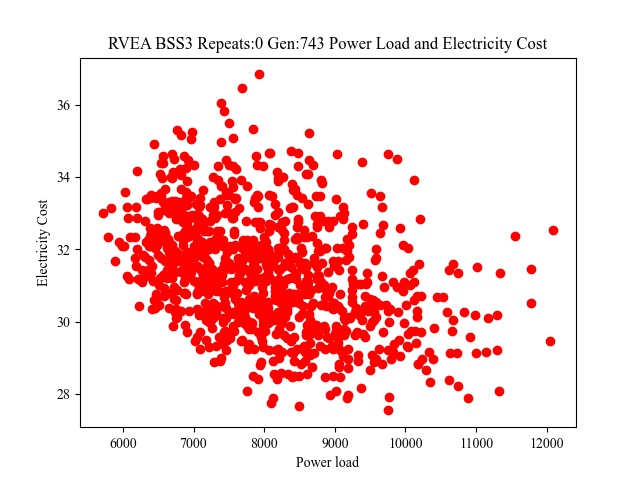 RVEA BSS3 Repeats:0 Gen:743 Power Load and Electricity Cost
36
34
32
30
28
Electricity Cost
6000 7000 8000 9000 10000 11000 12000
Power load